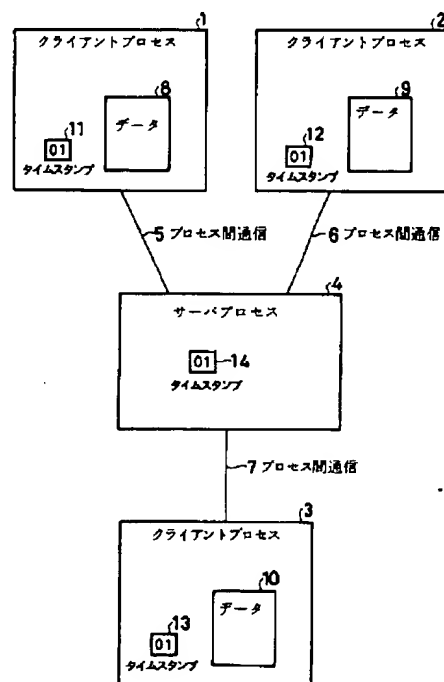 1
クライアントプロセス
8
データ
11
01
タイムスタンプ
2
クライアントプロセス
9
データ
12
01
タイムスタンプ
5 プロセス間通信
6 プロセス間通信
4
サーバプロセス
01 14
タイムスタンプ
7 プロセス間通信
3
クライアントプロセス
10
データ
13
01
タイムスタンプ